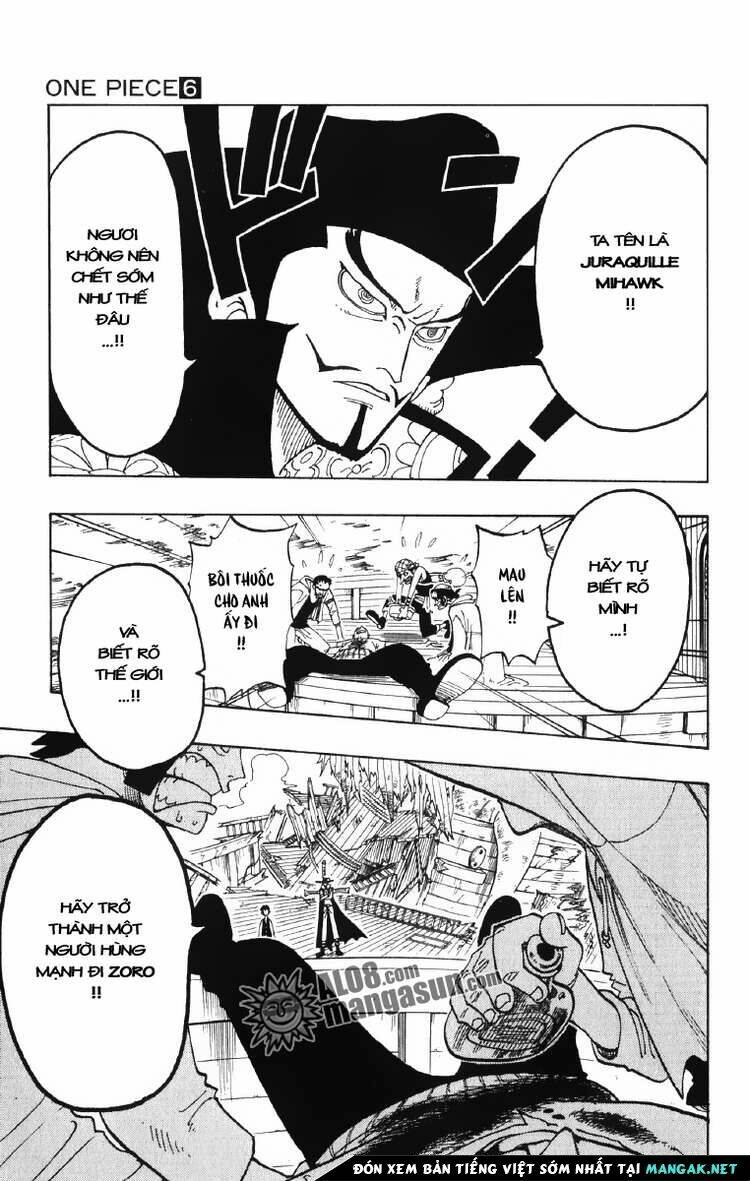 ONE PIECE 6
TA TÊN LÀ
JURAQUILLE
MIHAWK
!!
NGƯƠI
KHÔNG NÊN
CHẾT SỚM
NHƯ THẾ
ĐÂU
...!!
HÃY TỰ
BIẾT RÕ
MÌNH
...!
MAU
LÊN
!!
BÔI THUỐC
CHO ANH
ẤY ĐI
!!
VÀ
BIẾT RÕ
THẾ GIỚI
...!!
HÃY TRỞ
THÀNH MỘT
NGƯỜI HÙNG
MẠNH ĐI ZORO
!!
ALO8.com
mangasun.com
ĐÓN XEM BẢN TIẾNG VIỆT SỚM NHẤT TẠI MANGAK.NET